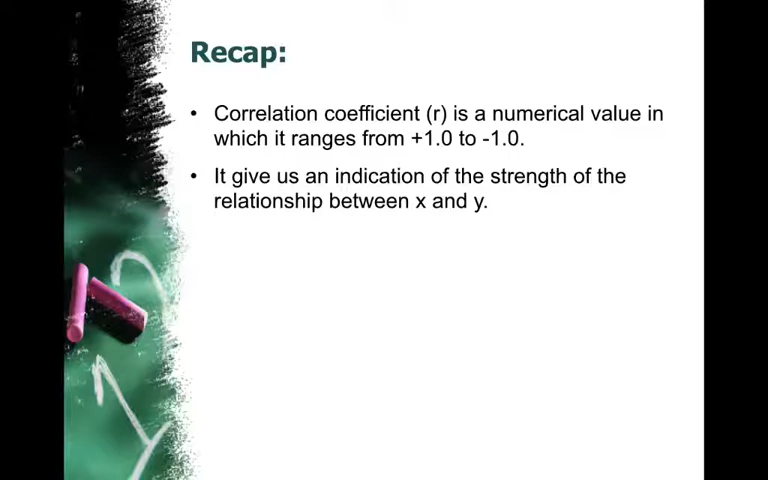 Recap:
• Correlation coefficient (r) is a numerical value in
which it ranges from +1.0 to -1.0.
• It give us an indication of the strength of the
relationship between x and y.